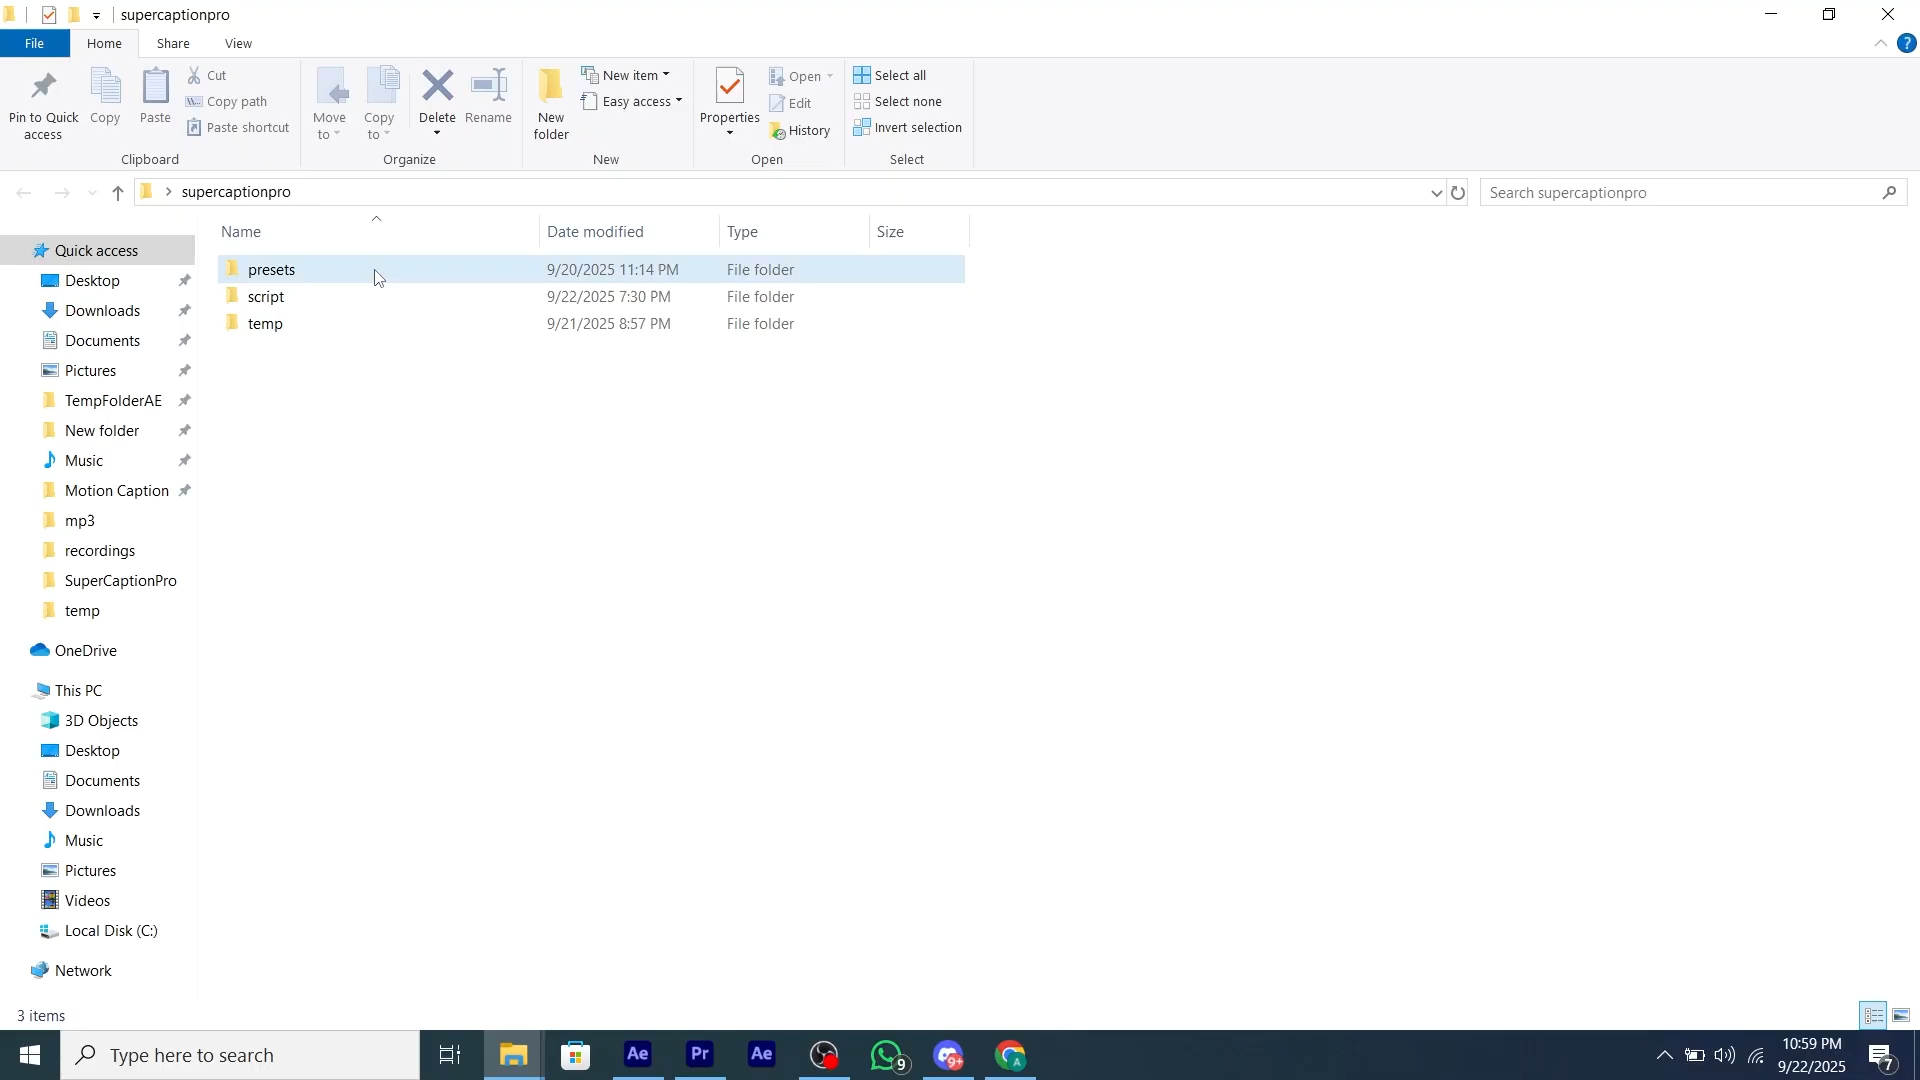 supercaptionpro
File
Home
Share
View
?
Pin to Quick access
Copy
Paste
Cut
Copy path
Paste shortcut
Clipboard
Move to
Copy to
Delete
Rename
Organize
New folder
New item
Easy access
New
Properties
Open
Edit
History
Open
Select all
Select none
Invert selection
Select
supercaptionpro
Search supercaptionpro
Name
Date modified
Type
Size
presets 9/20/2025 11:14 PM File folder
script 9/22/2025 7:30 PM File folder
temp 9/21/2025 8:57 PM File folder
Quick access
Desktop
Downloads
Documents
Pictures
TempFolderAE
New folder
Music
Motion Caption
mp3
recordings
SuperCaptionPro
temp
OneDrive
This PC
3D Objects
Desktop
Documents
Downloads
Music
Pictures
Videos
Local Disk (C:)
Network
3 items
Type here to search
Ae
Pr
Ae
9
9+
A
10:59 PM
9/22/2025
7